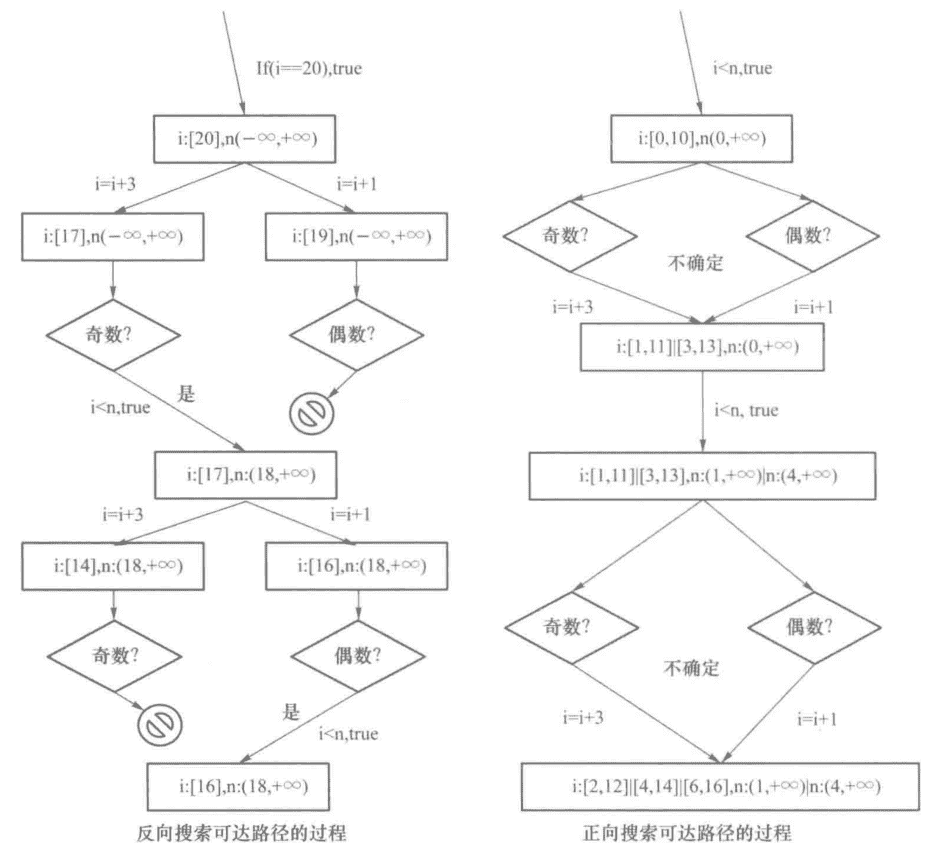 If(i==20),true
i:[20],n(−∞,+∞)
i=i+3
i=i+1
i:[17],n(−∞,+∞)
i:[19],n(−∞,+∞)
奇数?
偶数?
是
i<n,true
i:[17],n:(18,+∞)
i=i+3
i=i+1
i:[14],n:(18,+∞)
i:[16],n:(18,+∞)
奇数?
偶数?
是
i<n,true
i:[16],n:(18,+∞)
反向搜索可达路径的过程
i<n,true
i:[0,10],n(0,+∞)
奇数?
偶数?
不确定
i=i+3
i=i+1
i:[1,11]|[3,13],n:(0,+∞)
i<n, true
i:[1,11]|[3,13],n:(1,+∞)|n:(4,+∞)
奇数?
偶数?
不确定
i=i+3
i=i+1
i:[2,12]|[4,14]|[6,16],n:(1,+∞)|n:(4,+∞)
正向搜索可达路径的过程